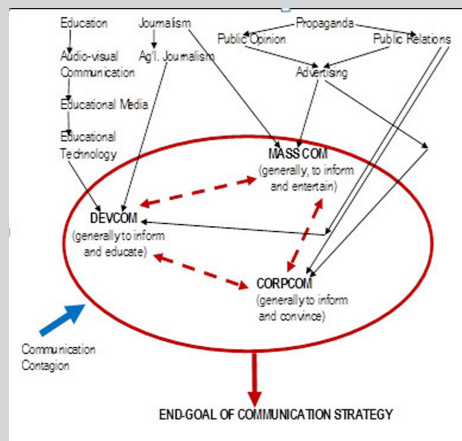 Education
Journalism
Propaganda
Public Opinion
Public Relations
Audio-visual
Communication
Ag'l. Journalism
Advertising
Educational Media
Educational
Technology
MASS COM
(generally, to inform
and entertain)
DEVCOM
(generally to inform
and educate)
CORPCOM
(generally to inform
and convince)
Communication
Contagion
END-GOAL OF COMMUNICATION STRATEGY